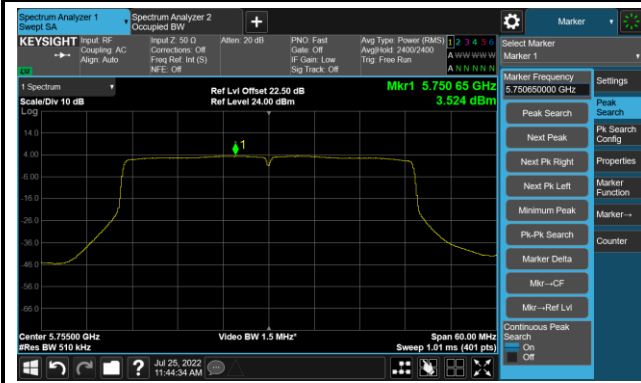 Spectrum Analyzer 1
Swept SA
Spectrum Analyzer 2
Occupied BW
Marker
KEYSIGHT
Input: RF
Coupling: AC
Align: Auto
Input Z: 50 Ω
Corrections: Off
Freq Ref: Int (S)
NFE: Off
Atten: 20 dB
PNO: Fast
Gate: Off
IF Gain: Low
Sig Track: Off
Avg Type: Power (RMS)
Avg|Hold: 2400/2400
Trig: Free Run
1 2 3 4 5 6
A W W W W W
A N N N N N
LW
Select Marker
Marker 1
1 Spectrum
Scale/Div 10 dB
Ref Lvl Offset 22.50 dB
Ref Level 24.00 dBm
Mkr1 5.750 65 GHz
3.524 dBm
Log
14.0
4.00
-6.00
-16.0
-26.0
-36.0
-46.0
-56.0
-66.0
1
Center 5.75500 GHz
#Res BW 510 kHz
Video BW 1.5 MHz*
Span 60.00 MHz
Sweep 1.01 ms (401 pts)
Marker Frequency
5.750650000 GHz
Peak Search
Next Peak
Next Pk Right
Next Pk Left
Minimum Peak
Pk-Pk Search
Marker Delta
Mkr→CF
Mkr→Ref Lvl
Continuous Peak
Search
On
Off
Settings
Peak
Search
Pk Search
Config
Properties
Marker
Function
Marker→
Counter
?
Jul 25, 2022
11:44:34 AM